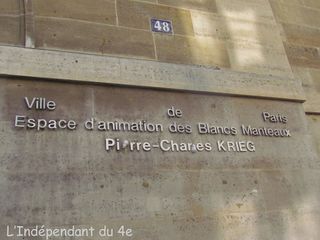 48
Ville de Paris
Espace d'animation des Blancs Manteaux
Pierre-Charles KRIEG
L'Indépendant du 4e